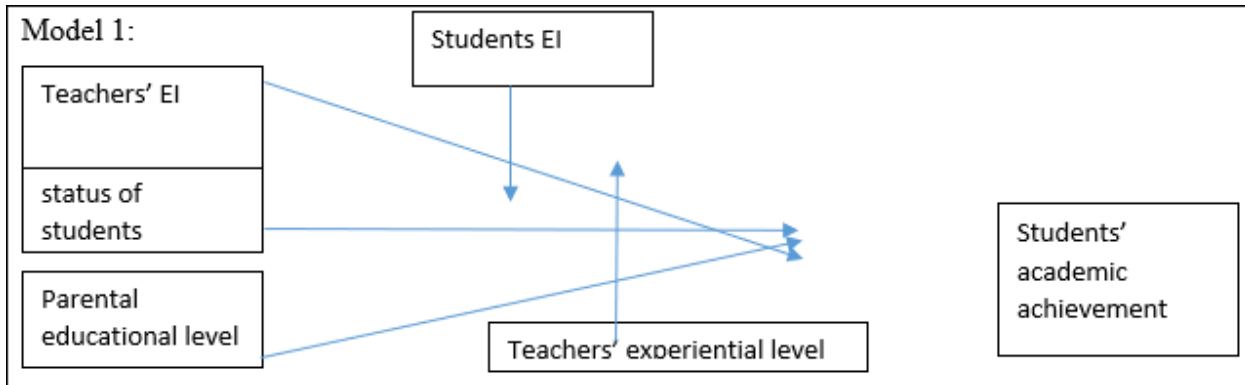 Model 1:
Students EI
Teachers’ EI
status of
students
Parental
educational level
Teachers’ experiential level
Students’
academic
achievement